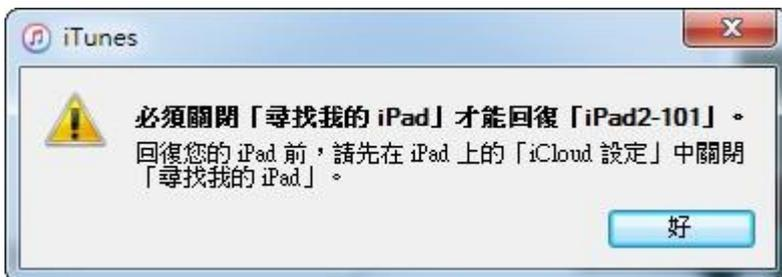 iTunes
必須關閉「尋找我的 iPad」才能回復「iPad2-101」。
回復您的 iPad 前，請先在 iPad 上的「iCloud 設定」中關閉
「尋找我的 iPad」。
好